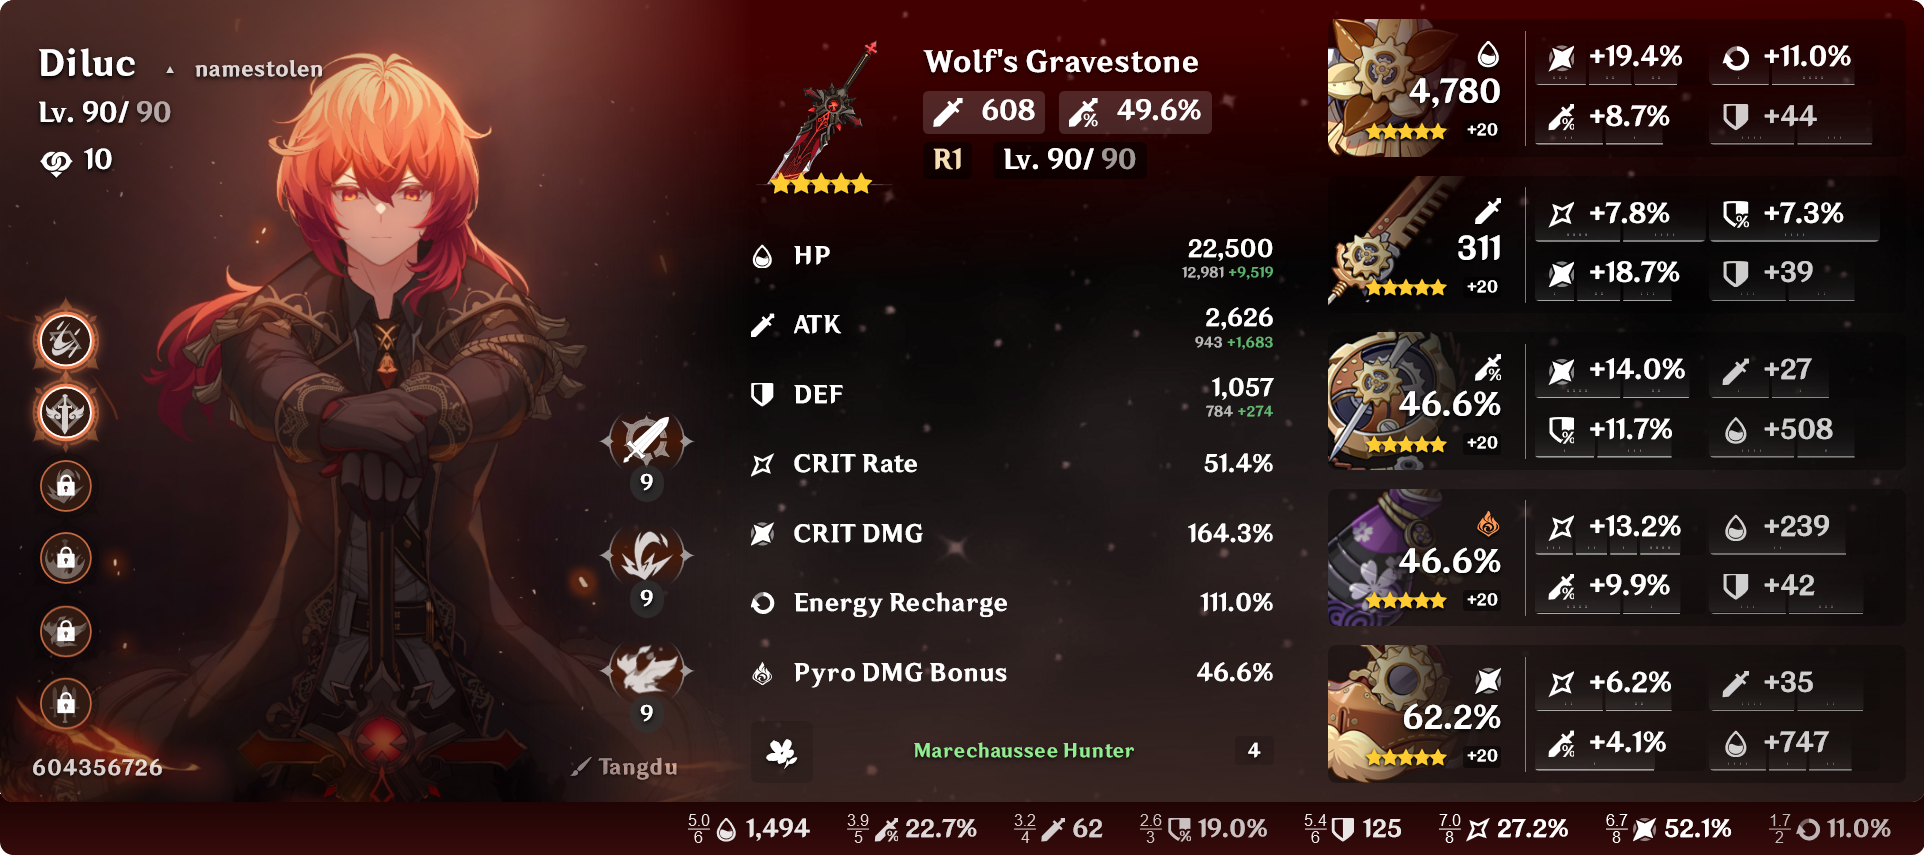 Diluc ▲ namestolen
Lv. 90/ 90
10
9
9
9
604356726
Tangdu
Wolf's Gravestone
608 49.6%
R1 Lv. 90/ 90
HP 22,500
12,981 +9,519
ATK 2,626
943 +1,683
DEF 1,057
784 +274
CRIT Rate 51.4%
CRIT DMG 164.3%
Energy Recharge 111.0%
Pyro DMG Bonus 46.6%
Marechaussee Hunter 4
4,780
+20
+19.4% +11.0%
+8.7% +44
311
+20
+7.8% +7.3%
+18.7% +39
46.6%
+20
+14.0% +27
+11.7% +508
46.6%
+20
+13.2% +239
+9.9% +42
62.2%
+20
+6.2% +35
+4.1% +747
5.0/6 1,494 3.9/5 22.7% 3.2/4 62 2.6/3 19.0% 5.4/6 125 7.0/8 27.2% 6.7/8 52.1% 1.7/2 11.0%